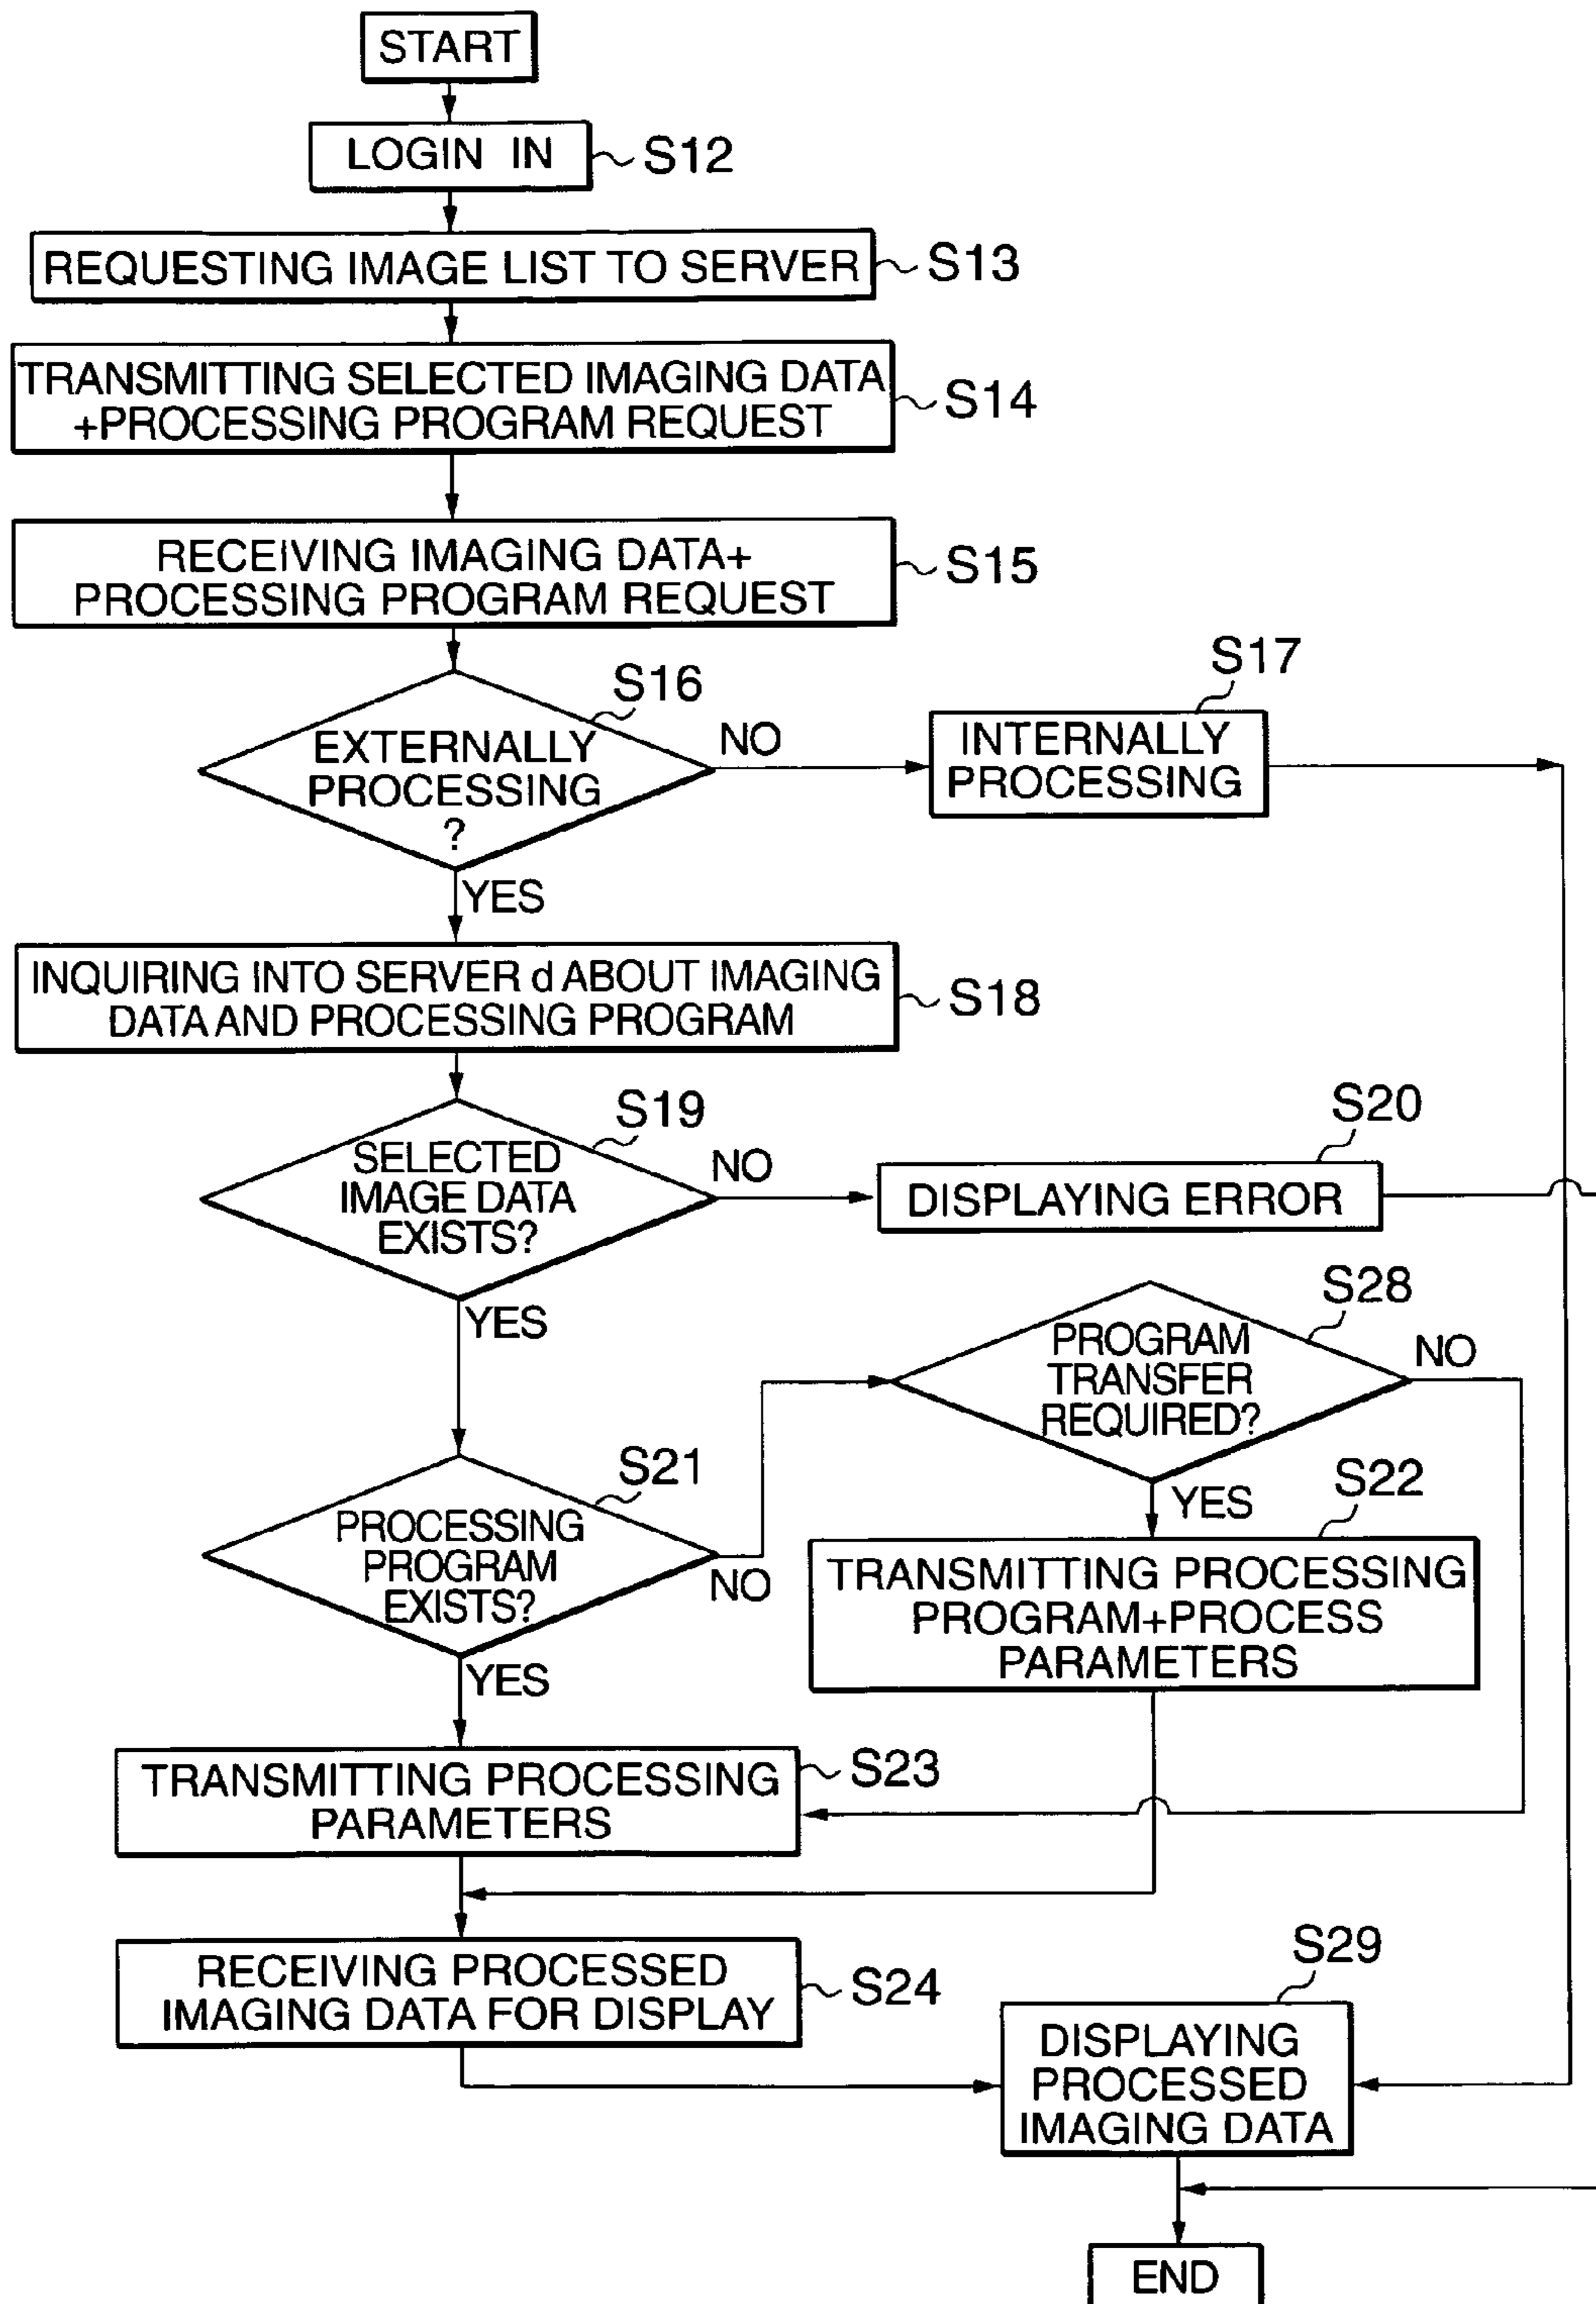 START
LOGIN IN
S12
REQUESTING IMAGE LIST TO SERVER
S13
TRANSMITTING SELECTED IMAGING DATA
+PROCESSING PROGRAM REQUEST
S14
RECEIVING IMAGING DATA+
PROCESSING PROGRAM REQUEST
S15
S16
EXTERNALLY
PROCESSING
?
NO
YES
S17
INTERNALLY
PROCESSING
INQUIRING INTO SERVER d ABOUT IMAGING
DATA AND PROCESSING PROGRAM
S18
S19
SELECTED
IMAGE DATA
EXISTS?
NO
YES
S20
DISPLAYING ERROR
S28
PROGRAM
TRANSFER
REQUIRED?
NO
YES
S21
PROCESSING
PROGRAM
EXISTS?
NO
YES
S22
TRANSMITTING PROCESSING
PROGRAM+PROCESS
PARAMETERS
TRANSMITTING PROCESSING
PARAMETERS
S23
RECEIVING PROCESSED
IMAGING DATA FOR DISPLAY
S24
S29
DISPLAYING
PROCESSED
IMAGING DATA
END